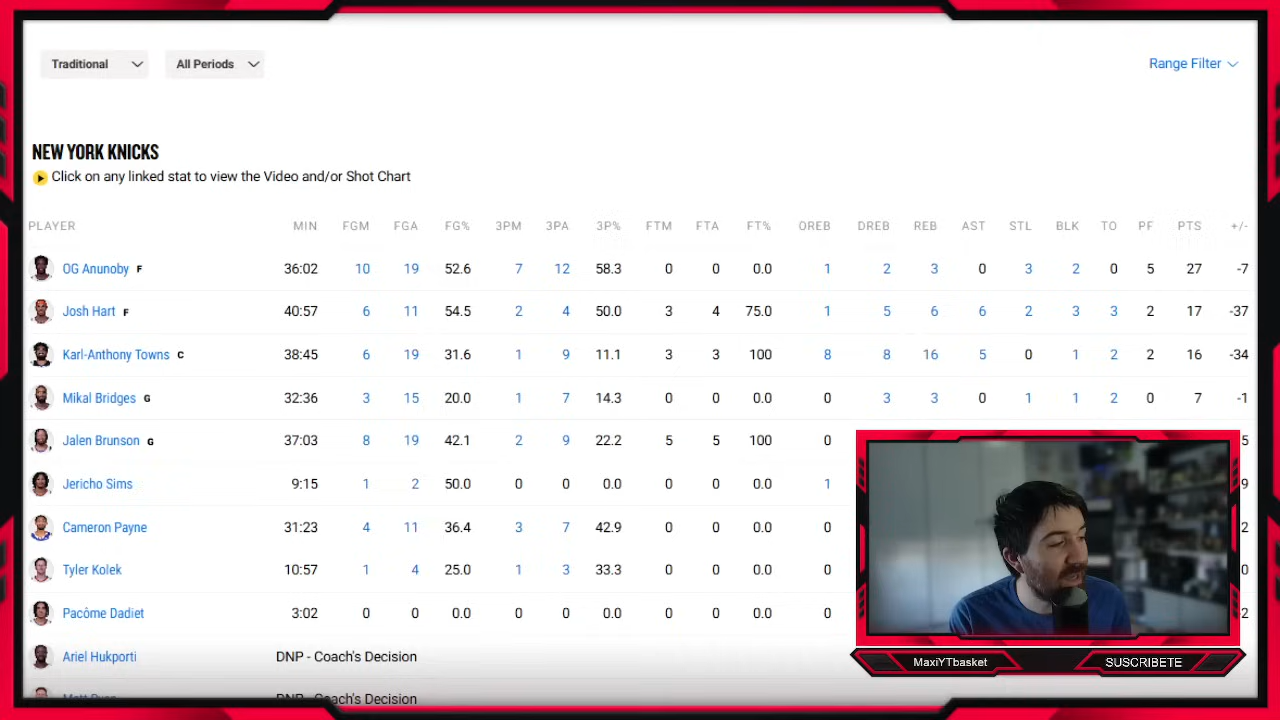 Traditional All Periods Range Filter
NEW YORK KNICKS
Click on any linked stat to view the Video and/or Shot Chart
PLAYER MIN FGM FGA FG% 3PM 3PA 3P% FTM FTA FT% OREB DREB REB AST STL BLK TO PF PTS +/-
OG Anunoby F 36:02 10 19 52.6 7 12 58.3 0 0 0.0 1 2 3 0 3 2 0 5 27 -7
Josh Hart F 40:57 6 11 54.5 2 4 50.0 3 4 75.0 1 5 6 6 2 3 3 2 17 -37
Karl-Anthony Towns C 38:45 6 19 31.6 1 9 11.1 3 3 100 8 8 16 5 0 1 2 2 16 -34
Mikal Bridges G 32:36 3 15 20.0 1 7 14.3 0 0 0.0 0 3 3 0 1 1 2 0 7 -1
Jalen Brunson G 37:03 8 19 42.1 2 9 22.2 5 5 100 0 5
Jericho Sims 9:15 1 2 50.0 0 0 0.0 0 0 0.0 1 9
Cameron Payne 31:23 4 11 36.4 3 7 42.9 0 0 0.0 0 2
Tyler Kolek 10:57 1 4 25.0 1 3 33.3 0 0 0.0 0 0
Pacôme Dadiet 3:02 0 0 0.0 0 0 0.0 0 0 0.0 0 2
Ariel Hukporti DNP - Coach's Decision
Matt Ryan DNP - Coach's Decision
MaxiYTbasket SUSCRIBETE